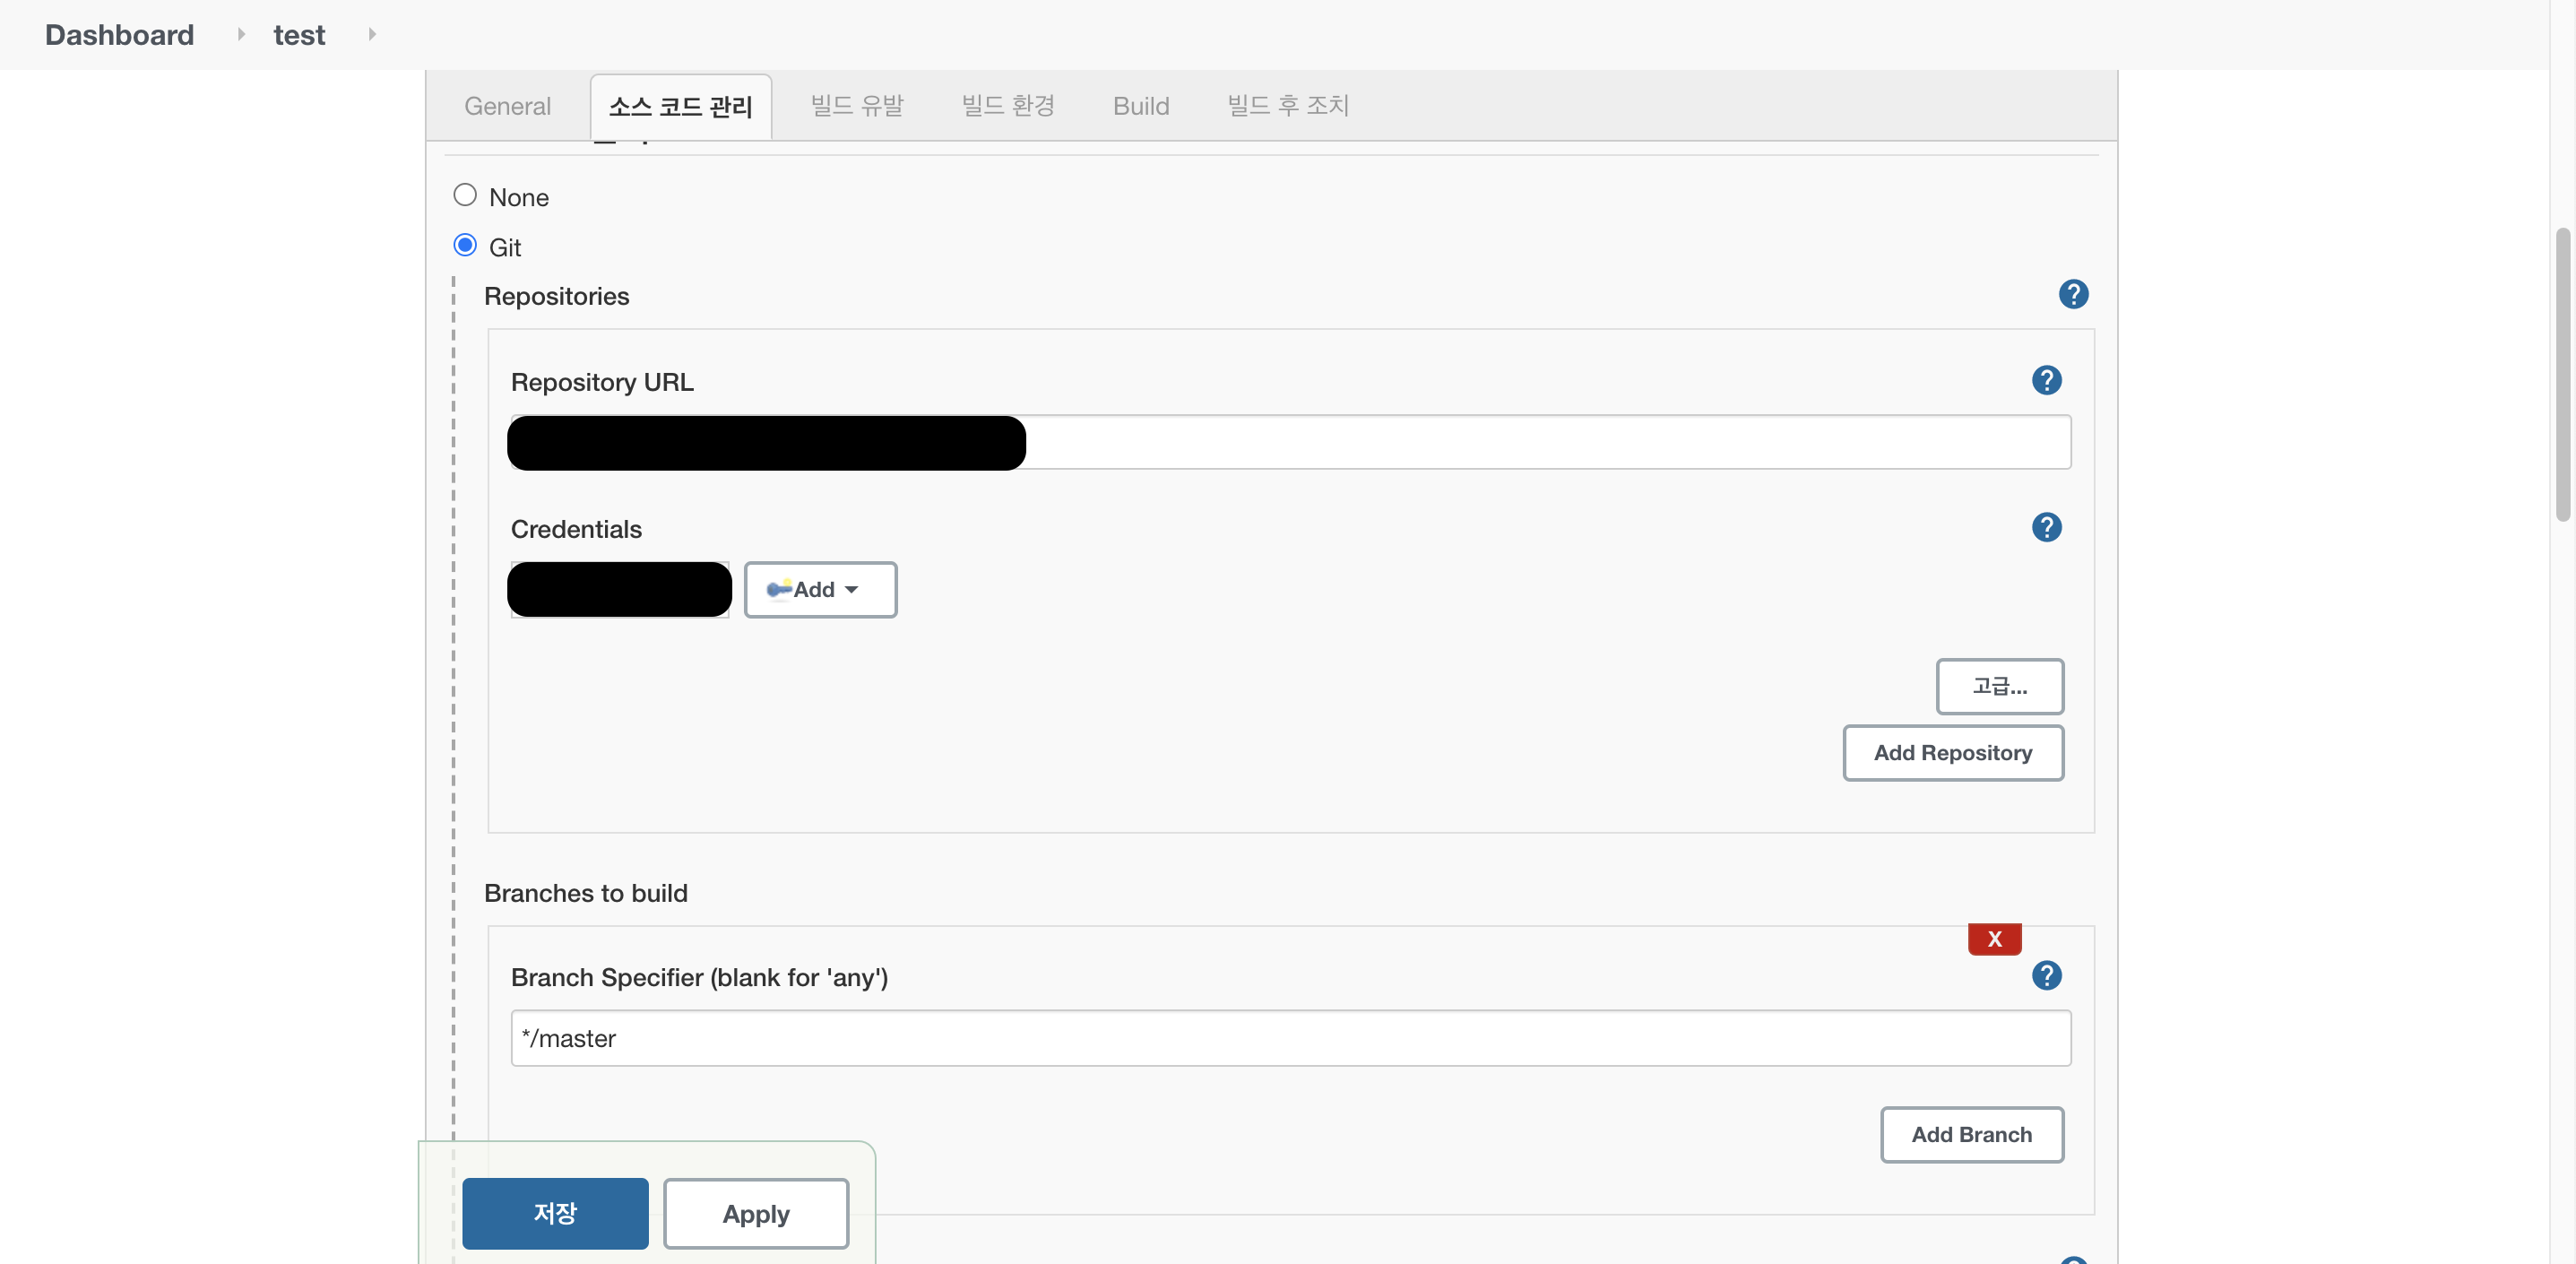 Dashboard test
General 소스 코드 관리 빌드 유발 빌드 환경 Build 빌드 후 조치
None
Git
Repositories ?
Repository URL ?
Credentials ?
Add
고급...
Add Repository
Branches to build
X
Branch Specifier (blank for 'any') ?
*/master
Add Branch
저장 Apply